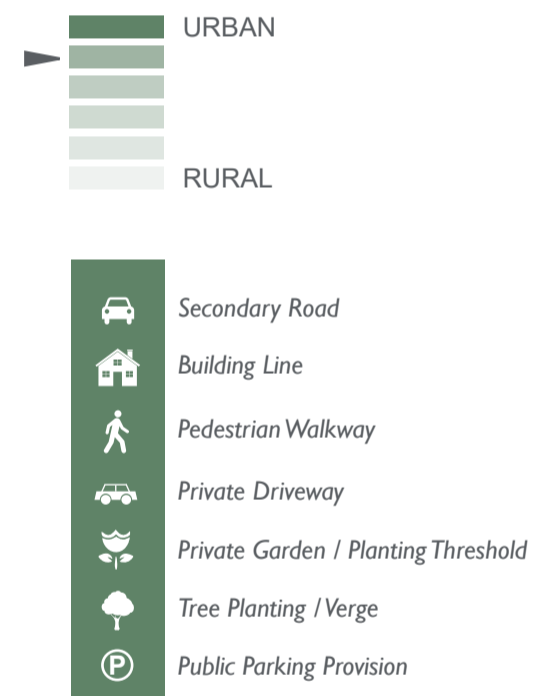 URBAN
RURAL
Secondary Road
Building Line
Pedestrian Walkway
Private Driveway
Private Garden / Planting Threshold
Tree Planting / Verge
P Public Parking Provision